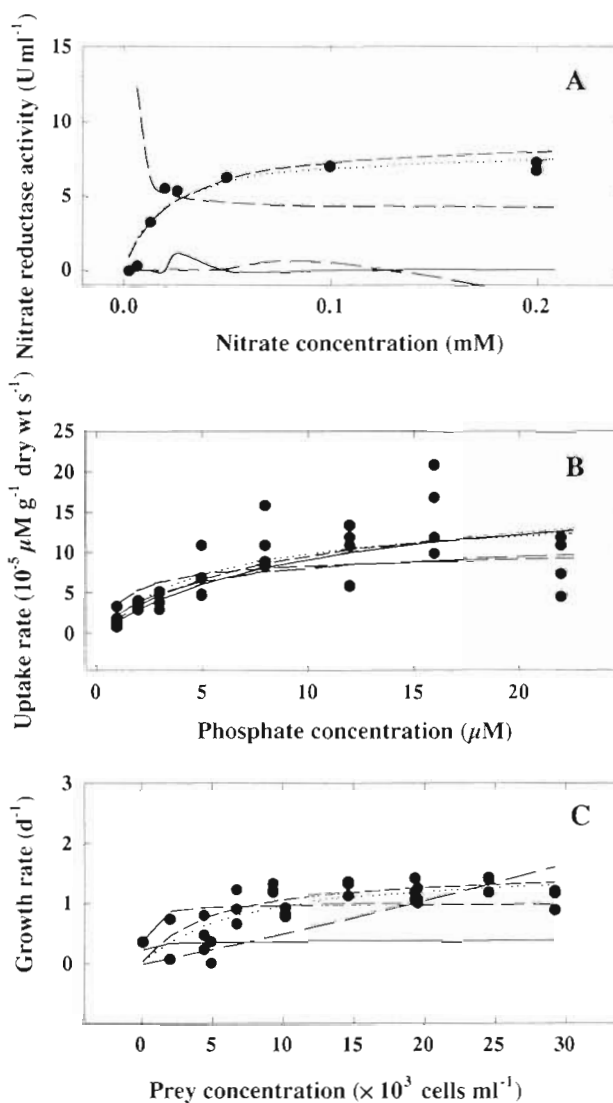 Nitrate reductase activity (U ml⁻¹)
15
10
5
0
A
0.0 0.1 0.2
Nitrate concentration (mM)
Uptake rate (10⁻⁵ μM g⁻¹ dry wt s⁻¹)
25
20
15
10
5
0
B
0 5 10 15 20
Phosphate concentration (μM)
Growth rate (d⁻¹)
3
2
1
0
C
0 5 10 15 20 25 30
Prey concentration (× 10³ cells ml⁻¹)